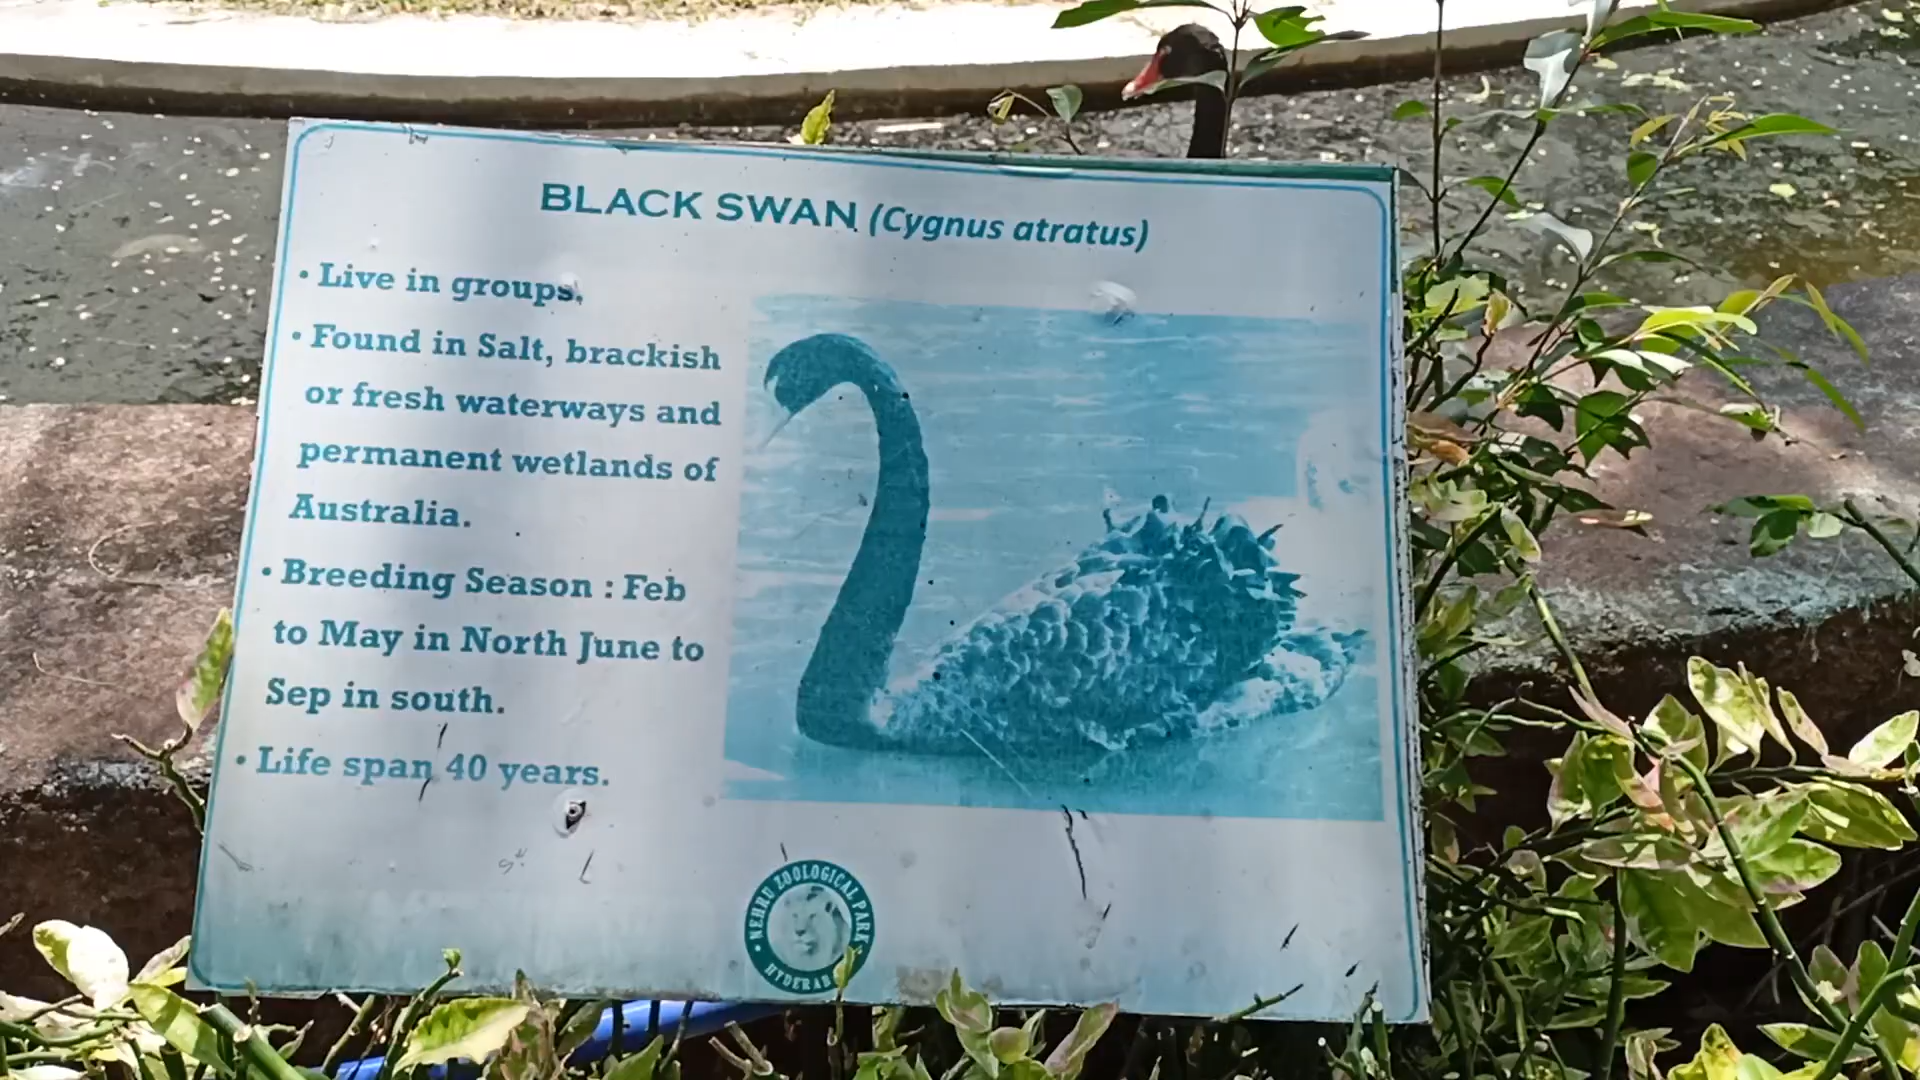 BLACK SWAN (Cygnus atratus)
• Live in groups.
• Found in Salt, brackish
or fresh waterways and
permanent wetlands of
Australia.
• Breeding Season : Feb
to May in North June to
Sep in south.
• Life span 40 years.
NEHRU ZOOLOGICAL PARK